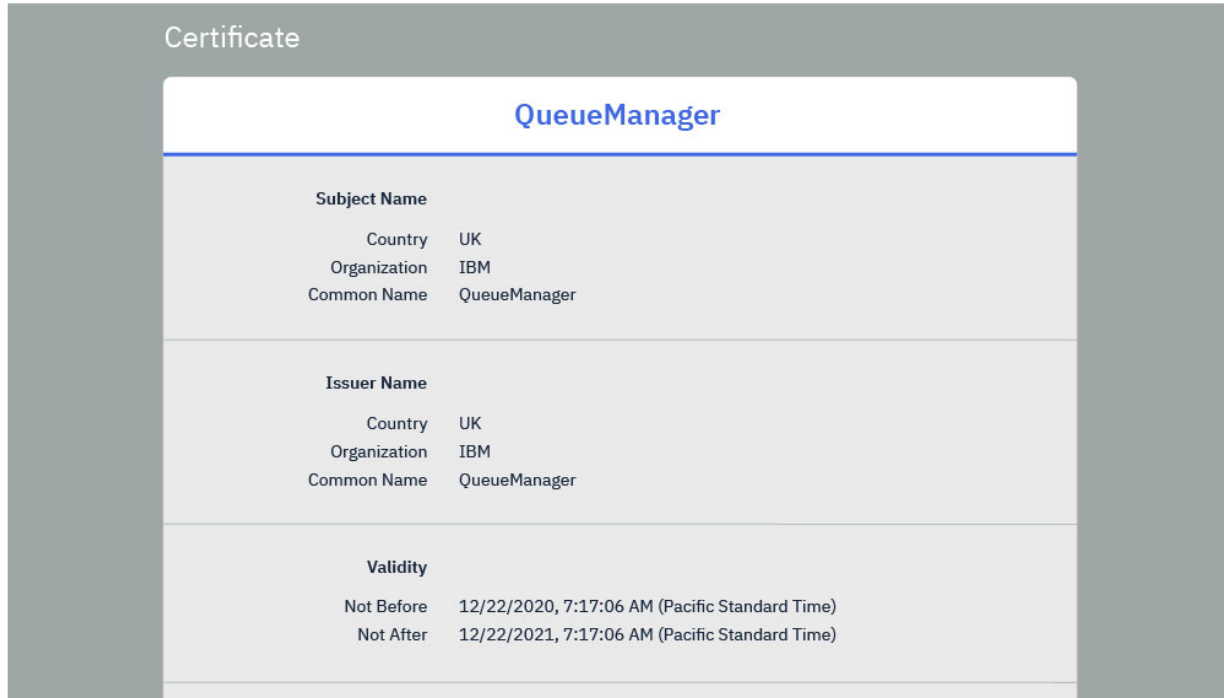 Certificate
QueueManager
Subject Name
Country UK
Organization IBM
Common Name QueueManager
Issuer Name
Country UK
Organization IBM
Common Name QueueManager
Validity
Not Before 12/22/2020, 7:17:06 AM (Pacific Standard Time)
Not After 12/22/2021, 7:17:06 AM (Pacific Standard Time)